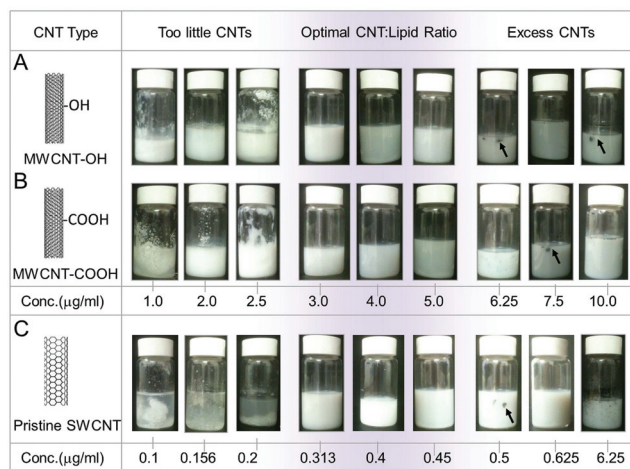 CNT Type Too little CNTs Optimal CNT:Lipid Ratio Excess CNTs
A
-OH
MWCNT-OH
B
-COOH
MWCNT-COOH
Conc.(μg/ml) 1.0 2.0 2.5 3.0 4.0 5.0 6.25 7.5 10.0
C
Pristine SWCNT
Conc.(μg/ml) 0.1 0.156 0.2 0.313 0.4 0.45 0.5 0.625 6.25